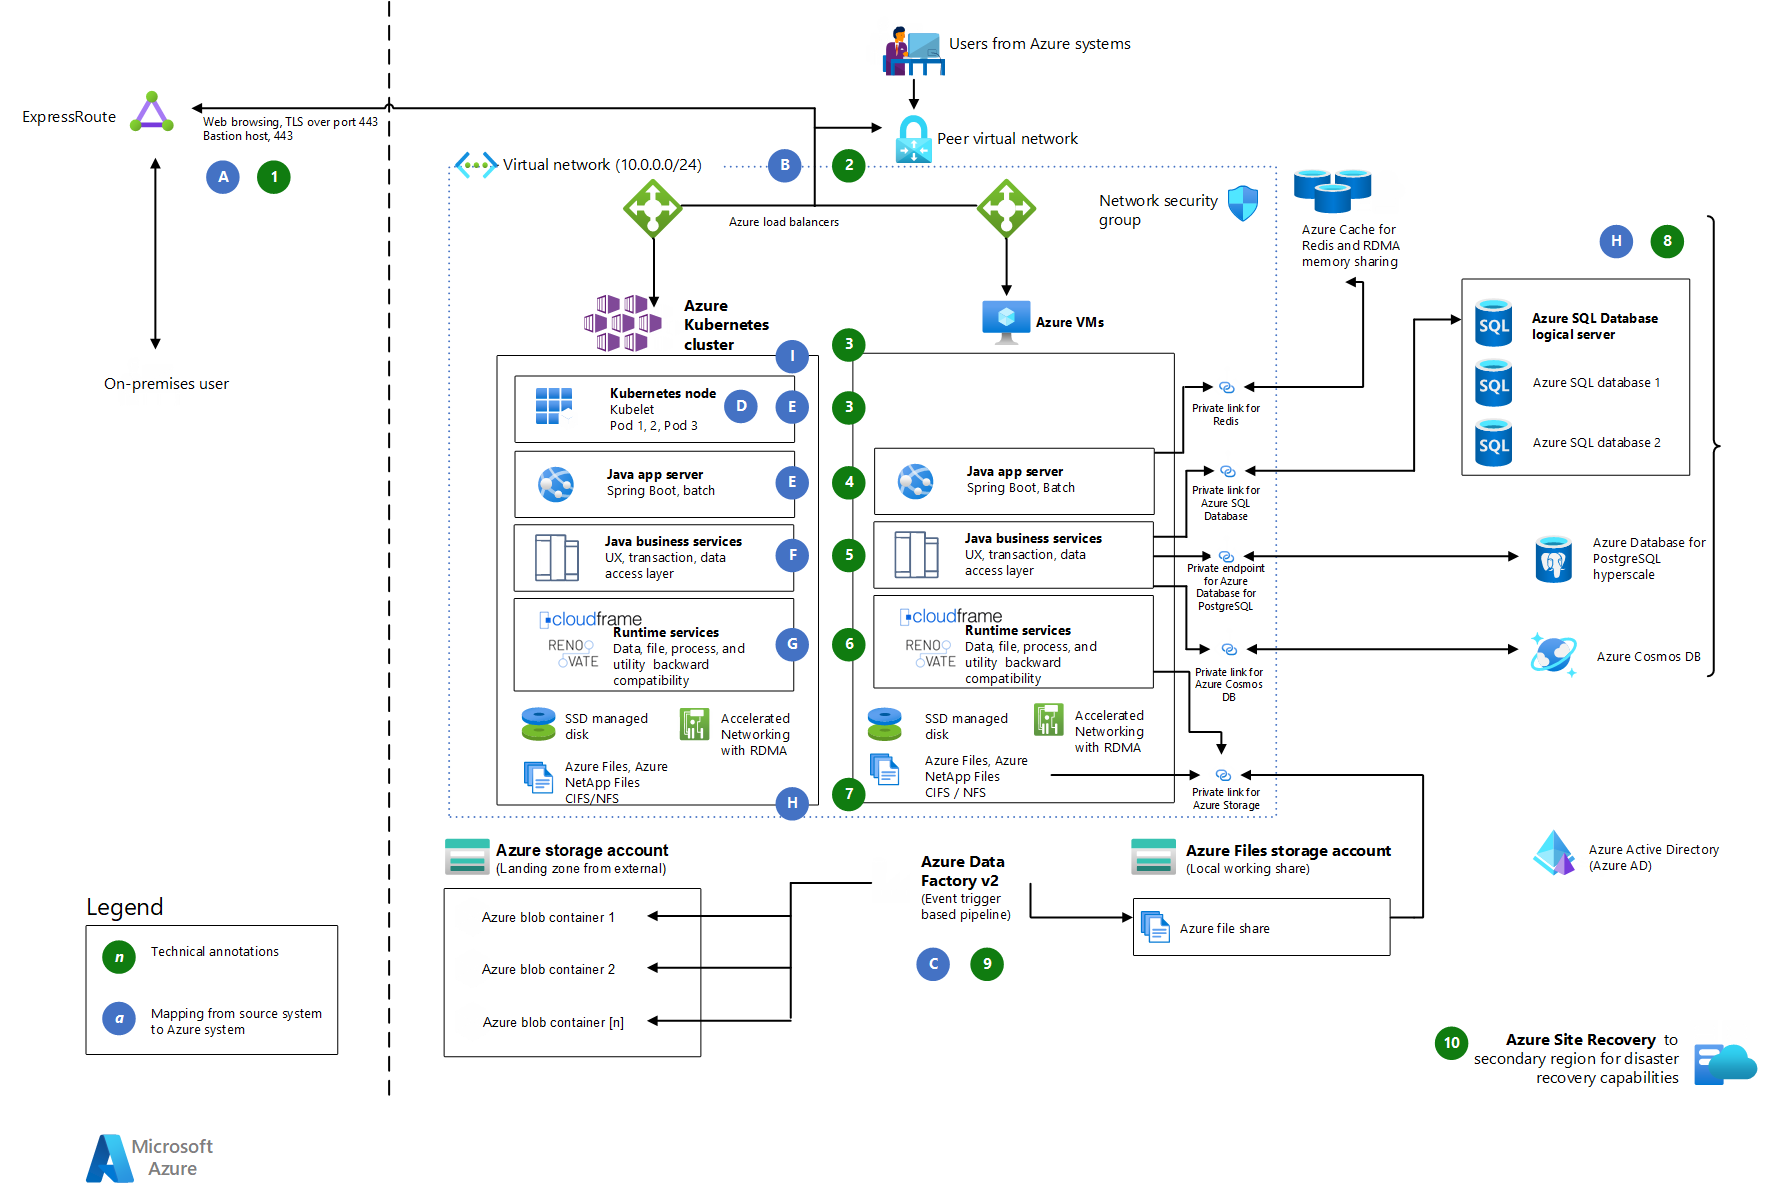 Users from Azure systems
ExpressRoute
Web browsing, TLS over port 443
Bastion host, 443
A
1
Peer virtual network
Virtual network (10.0.0.0/24)
B
2
Azure load balancers
Network security
group
Azure Cache for
Redis and RDMA
memory sharing
H
8
On-premises user
Azure
Kubernetes
cluster
Azure VMs
I
3
Kubernetes node
Kubelet
Pod 1, 2, Pod 3
D
E
3
Java app server
Spring Boot, batch
E
4
Java app server
Spring Boot, Batch
Java business services
UX, transaction, data
access layer
F
5
Java business services
UX, transaction, data
access layer
cloudframe
RENO
VATE
Runtime services
Data, file, process, and
utility backward
compatibility
G
6
cloudframe
RENO
VATE
Runtime services
Data, file, process, and
utility backward
compatibility
SSD managed
disk
Accelerated
Networking
with RDMA
Azure Files, Azure
NetApp Files
CIFS/NFS
H
7
SSD managed
disk
Accelerated
Networking
with RDMA
Azure Files, Azure
NetApp Files
CIFS / NFS
Private link for
Redis
Private link for
Azure SQL
Database
Private endpoint
for Azure
Database for
PostgreSQL
Private link for
Azure Cosmos
DB
Private link for
Azure Storage
SQL
Azure SQL Database
logical server
SQL
Azure SQL database 1
SQL
Azure SQL database 2
Azure Database for
PostgreSQL
hyperscale
Azure Cosmos DB
Azure Active Directory
(Azure AD)
Azure storage account
(Landing zone from external)
Azure blob container 1
Azure blob container 2
Azure blob container [n]
Azure Data
Factory v2
(Event trigger
based pipeline)
C
9
Azure Files storage account
(Local working share)
Azure file share
Legend
n
Technical annotations
a
Mapping from source system
to Azure system
10
Azure Site Recovery to
secondary region for disaster
recovery capabilities
Microsoft
Azure